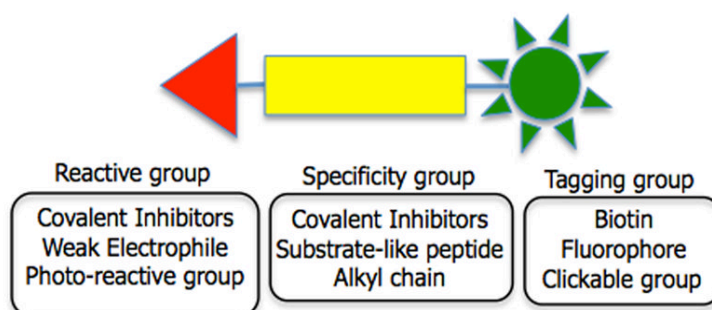 Reactive group
Covalent Inhibitors
Weak Electrophile
Photo-reactive group
Specificity group
Covalent Inhibitors
Substrate-like peptide
Alkyl chain
Tagging group
Biotin
Fluorophore
Clickable group